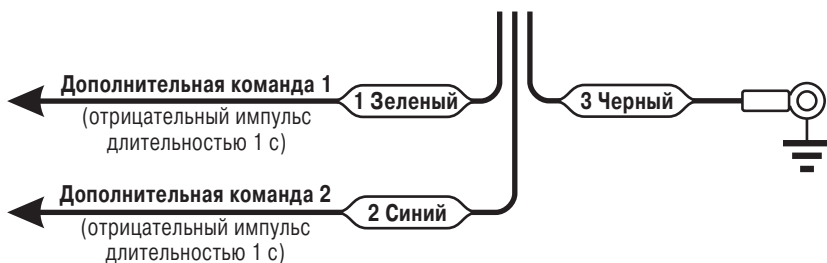 Дополнительная команда 1
(отрицательный импульс
длительностью 1 с)
1 Зеленый
3 Черный
Дополнительная команда 2
(отрицательный импульс
длительностью 1 с)
2 Синий